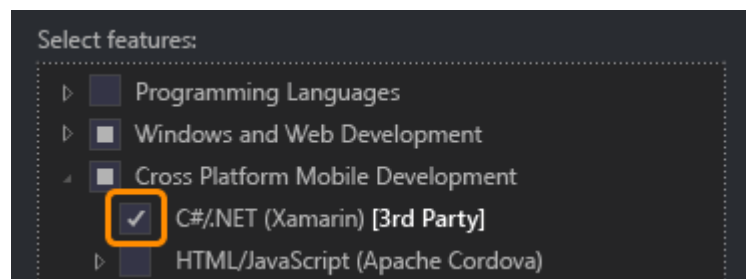 Select features:
Programming Languages
Windows and Web Development
Cross Platform Mobile Development
C#/.NET (Xamarin) [3rd Party]
HTML/JavaScript (Apache Cordova)